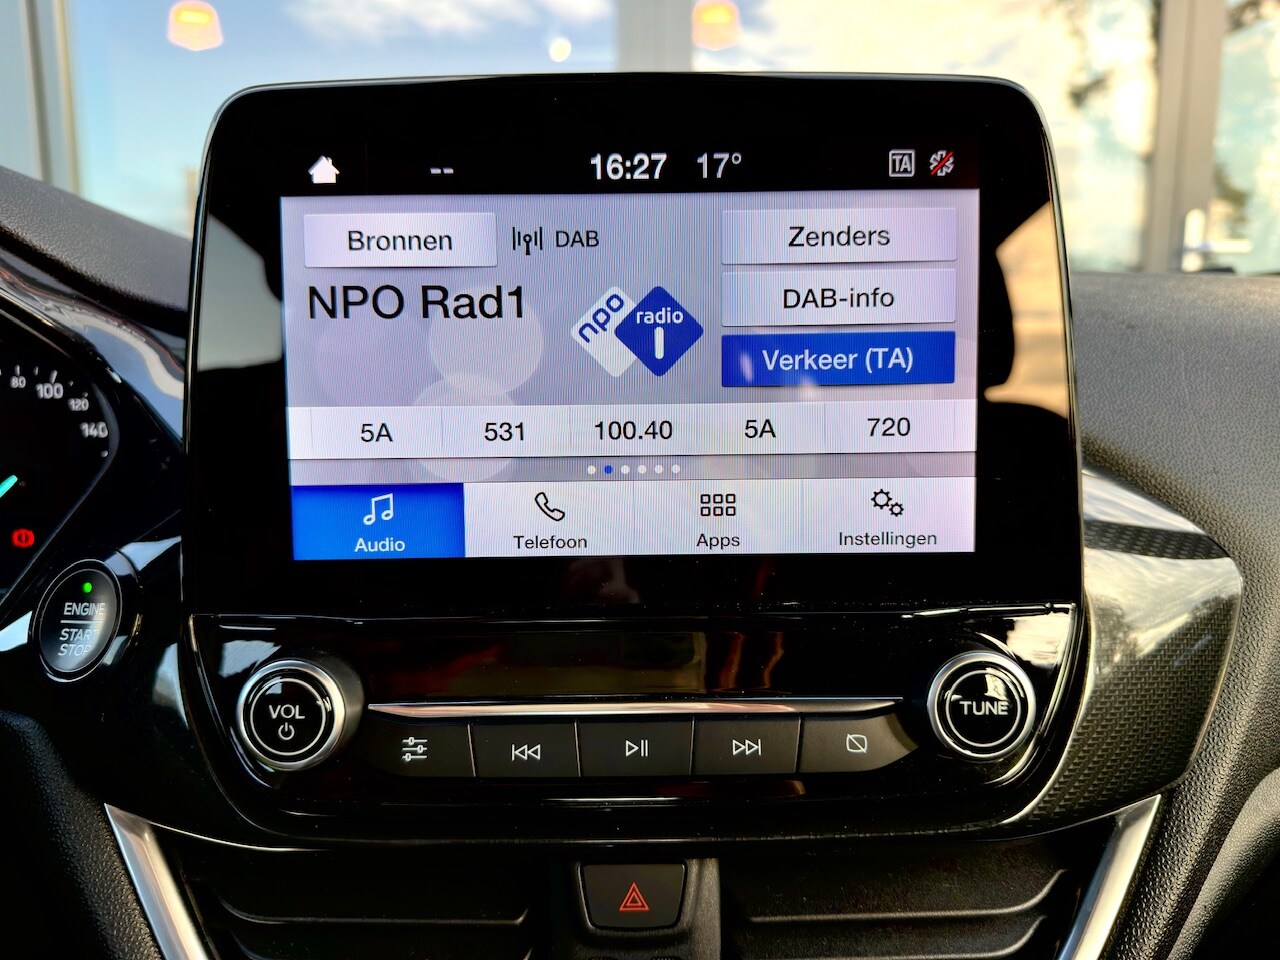 -- 16:27 17° TA
Bronnen DAB Zenders
NPO Rad1
npo radio 1
DAB-info
Verkeer (TA)
5A 531 100.40 5A 720
Audio Telefoon Apps Instellingen
80 100 120 140
ENGINE
START
STOP
VOL
TUNE